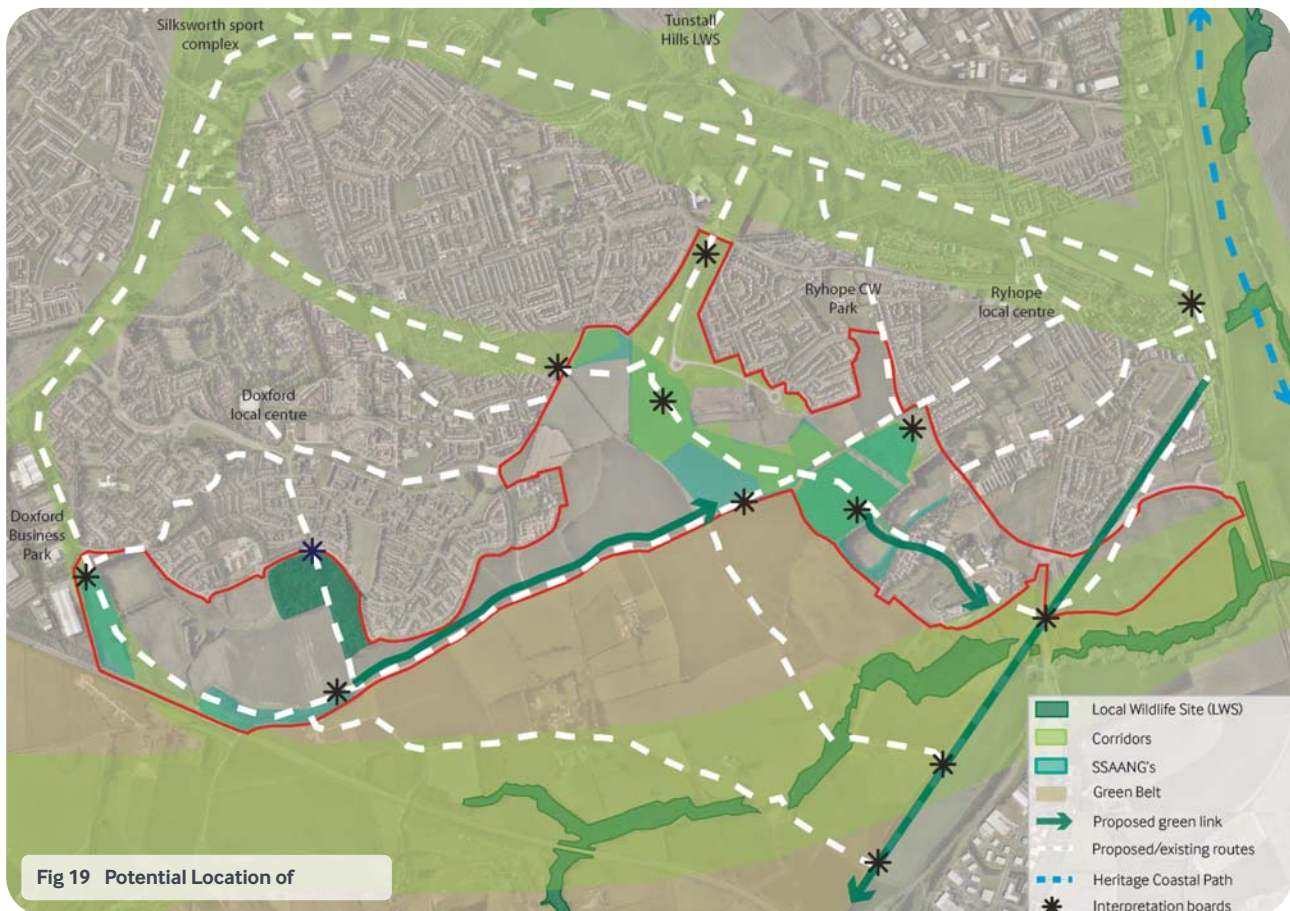 Silksworth sport
complex
Tunstall
Hills LWS
Ryhope CW
Park
Ryhope
local centre
Doxford
local centre
Doxford
Business
Park
Local Wildlife Site (LWS)
Corridors
SSAANG's
Green Belt
Proposed green link
Proposed/existing routes
Heritage Coastal Path
Interpretation boards
Fig 19 Potential Location of